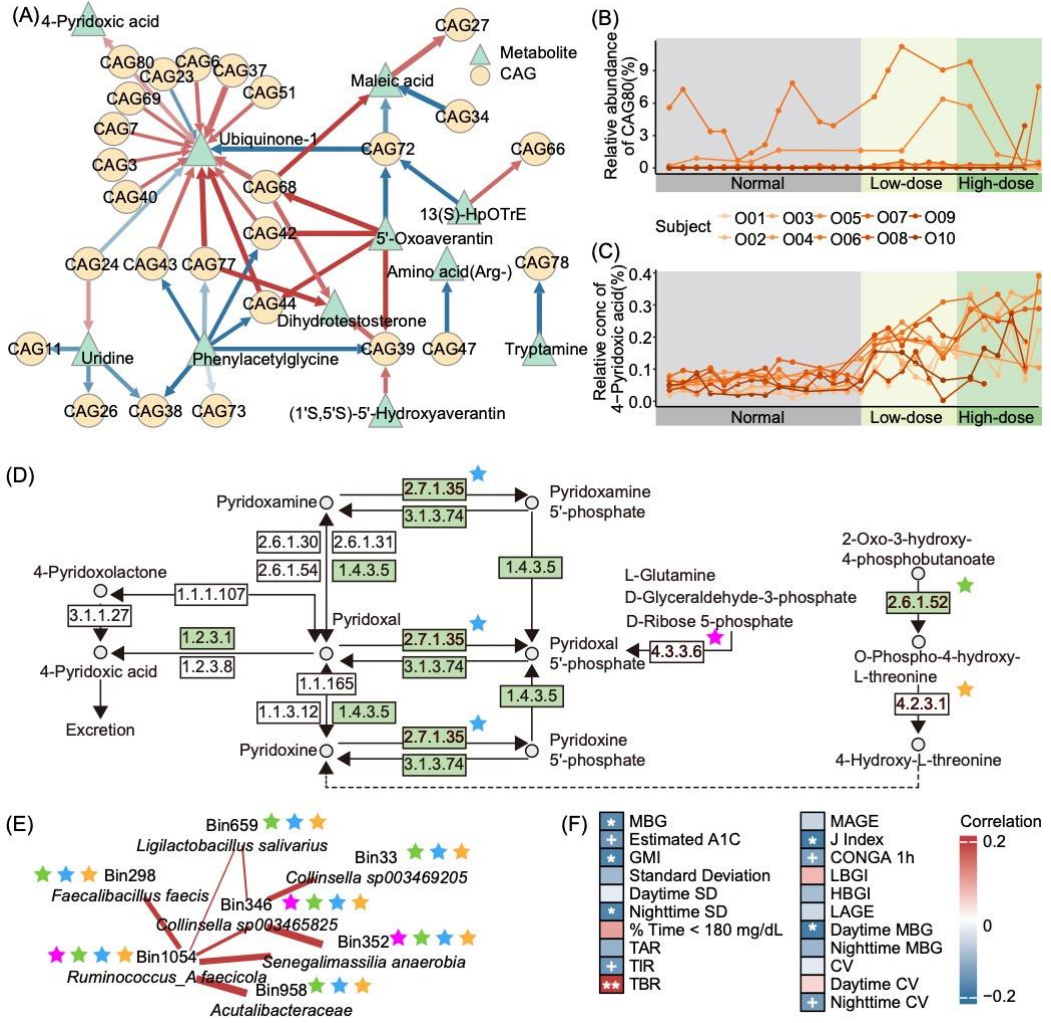 (A)
4-Pyridoxic acid
CAG27
Metabolite
CAG
CAG80
CAG6
CAG23
CAG37
Maleic acid
CAG69
CAG51
CAG34
CAG7
Ubiquinone-1
CAG3
CAG72
CAG66
CAG40
CAG68
13(S)-HpOTrE
CAG42
5'-Oxoaverantin
CAG24
CAG43
CAG77
Amino acid(Arg-)
CAG78
CAG44
Dihydrotestosterone
CAG11
Uridine
Phenylacetylglycine
CAG39
CAG47
Tryptamine
CAG26
CAG38
CAG73
(1'S,5'S)-5'-Hydroxyaverantin
(B)
Relative abundance
of CAG80(%)
9
6
3
0
Normal
Low-dose
High-dose
Subject
O01
O03
O05
O07
O09
O02
O04
O06
O08
O10
(C)
Relative conc of
4−Pyridoxic acid(%)
0.4
0.3
0.2
0.1
0.0
Normal
Low-dose
High-dose
(D)
Pyridoxamine
2.7.1.35
3.1.3.74
Pyridoxamine
5'-phosphate
2.6.1.30
2.6.1.31
2.6.1.54
1.4.3.5
1.4.3.5
2-Oxo-3-hydroxy-
4-phosphobutanoate
4-Pyridoxolactone
1.1.1.107
L-Glutamine
D-Glyceraldehyde-3-phosphate
D-Ribose 5-phosphate
2.6.1.52
3.1.1.27
Pyridoxal
1.2.3.1
1.2.3.8
2.7.1.35
3.1.3.74
Pyridoxal
5'-phosphate
4.3.3.6
4-Pyridoxic acid
O-Phospho-4-hydroxy-
L-threonine
1.1.165
1.4.3.5
4.2.3.1
1.1.3.12
1.4.3.5
Excretion
2.7.1.35
3.1.3.74
Pyridoxine
Pyridoxine
5'-phosphate
4-Hydroxy-L-threonine
(E)
Bin659
Ligilactobacillus salivarius
Bin33
Collinsella sp003469205
Bin298
Faecalibacillus faecis
Bin346
Collinsella sp003465825
Bin352
Senegalimassilia anaerobia
Bin1054
Ruminococcus_A faecicola
Bin958
Acutalibacteraceae
(F)
* MBG
+ Estimated A1C
* GMI
Standard Deviation
Daytime SD
* Nighttime SD
% Time < 180 mg/dL
TAR
+ TIR
** TBR
MAGE
* J Index
+ CONGA 1h
LBGI
HBGI
LAGE
* Daytime MBG
Nighttime MBG
CV
Daytime CV
+ Nighttime CV
Correlation
0.2
0
−0.2